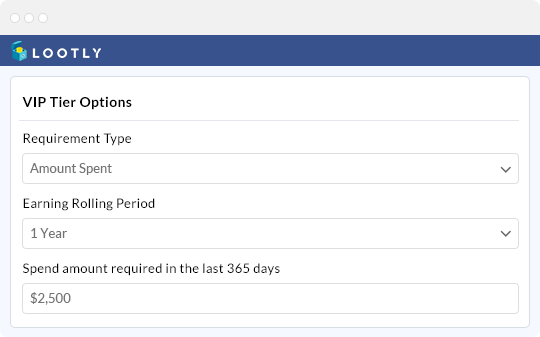 LOOTLY
VIP Tier Options
Requirement Type
Amount Spent
Earning Rolling Period
1 Year
Spend amount required in the last 365 days
$2,500